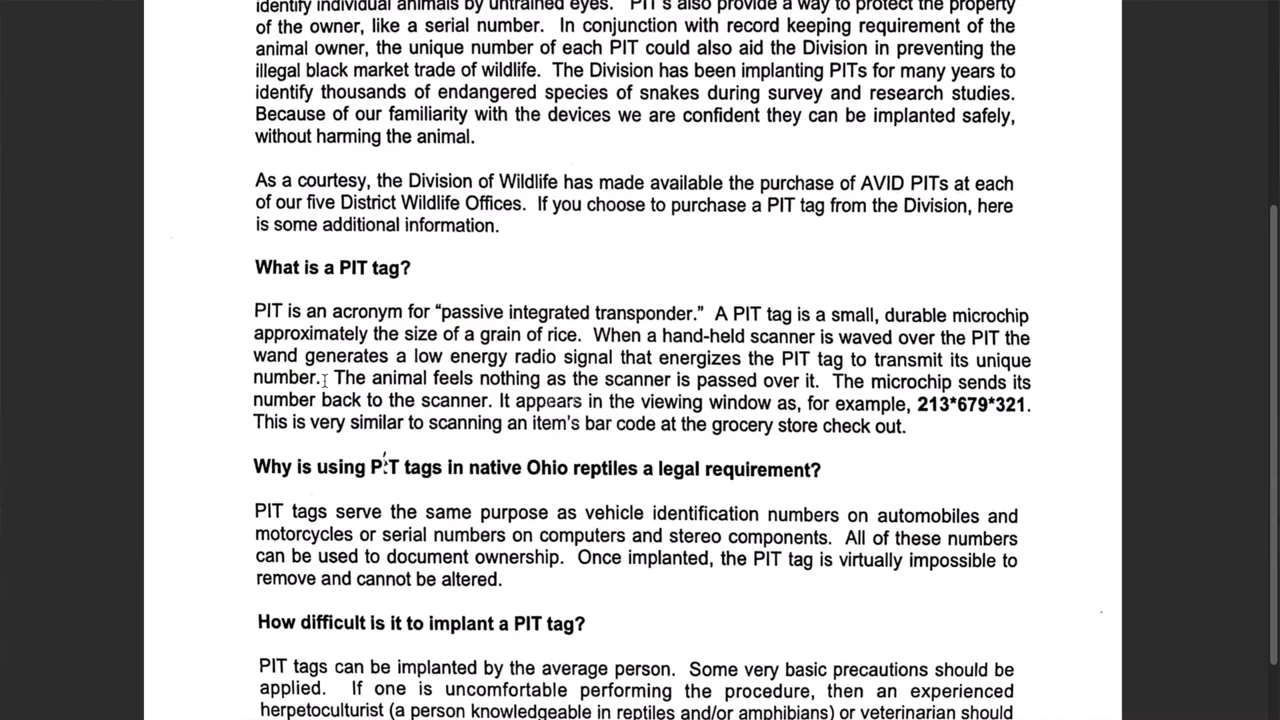 identify individual animals by untrained eyes. PIT's also provide a way to protect the property
of the owner, like a serial number. In conjunction with record keeping requirement of the
animal owner, the unique number of each PIT could also aid the Division in preventing the
illegal black market trade of wildlife. The Division has been implanting PITs for many years to
identify thousands of endangered species of snakes during survey and research studies.
Because of our familiarity with the devices we are confident they can be implanted safely,
without harming the animal.
As a courtesy, the Division of Wildlife has made available the purchase of AVID PITs at each
of our five District Wildlife Offices. If you choose to purchase a PIT tag from the Division, here
is some additional information.
What is a PIT tag?
PIT is an acronym for “passive integrated transponder.” A PIT tag is a small, durable microchip
approximately the size of a grain of rice. When a hand-held scanner is waved over the PIT the
wand generates a low energy radio signal that energizes the PIT tag to transmit its unique
number. The animal feels nothing as the scanner is passed over it. The microchip sends its
number back to the scanner. It appears in the viewing window as, for example, 213*679*321.
This is very similar to scanning an item's bar code at the grocery store check out.
Why is using PIT tags in native Ohio reptiles a legal requirement?
PIT tags serve the same purpose as vehicle identification numbers on automobiles and
motorcycles or serial numbers on computers and stereo components. All of these numbers
can be used to document ownership. Once implanted, the PIT tag is virtually impossible to
remove and cannot be altered.
How difficult is it to implant a PIT tag?
PIT tags can be implanted by the average person. Some very basic precautions should be
applied. If one is uncomfortable performing the procedure, then an experienced
herpetoculturist (a person knowledgeable in reptiles and/or amphibians) or veterinarian should